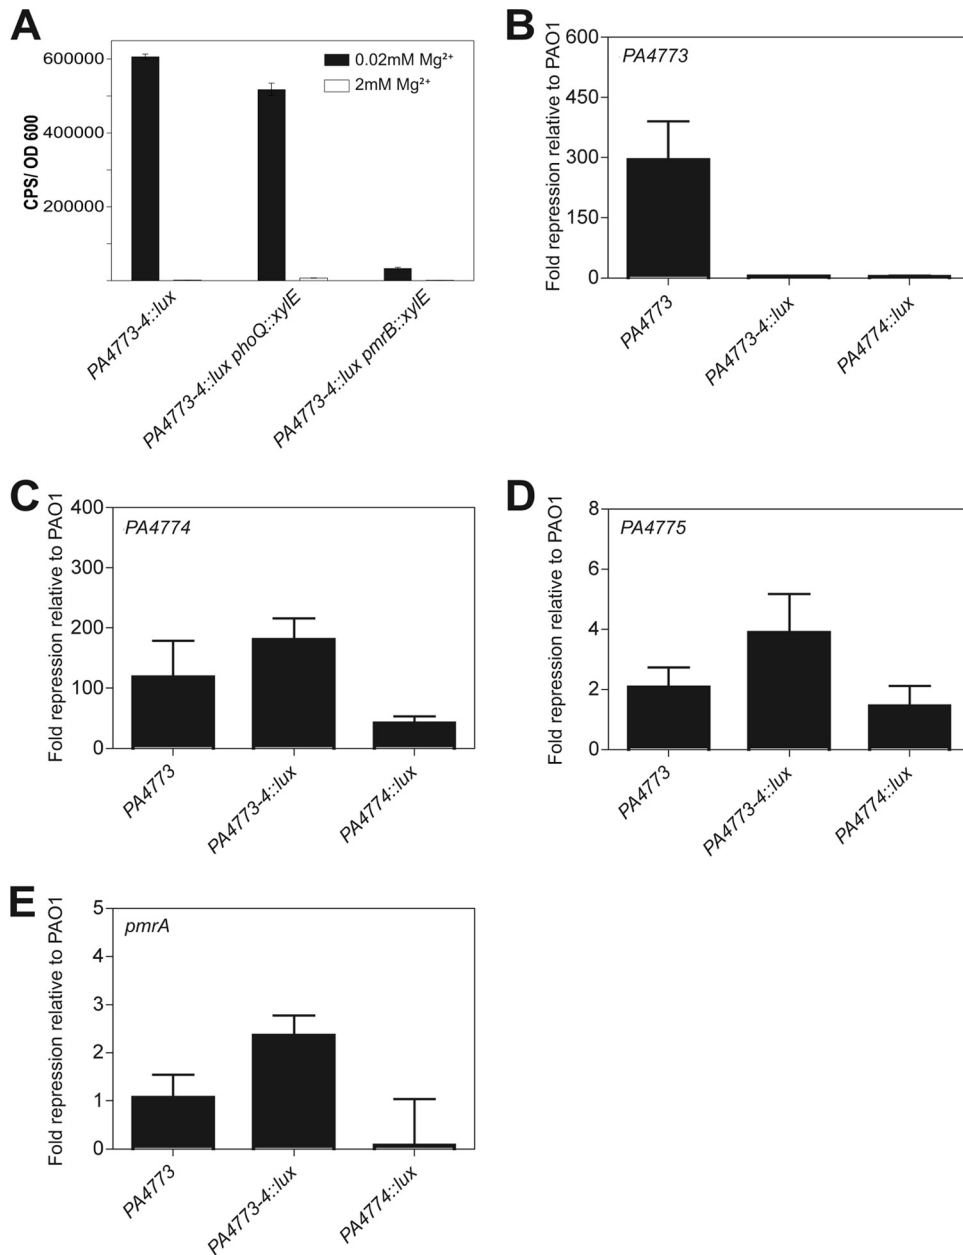 A
CPS/ OD 600
600000
400000
200000
0.02mM Mg²⁺
2mM Mg²⁺
PA4773-4::lux
PA4773-4::lux phoQ::xylE
PA4773-4::lux pmrB::xylE
B
Fold repression relative to PAO1
600
450
300
150
0
PA4773
PA4773
PA4773-4::lux
PA4774::lux
C
Fold repression relative to PAO1
400
300
200
100
0
PA4774
PA4773
PA4773-4::lux
PA4774::lux
D
Fold repression relative to PAO1
8
6
4
2
0
PA4775
PA4773
PA4773-4::lux
PA4774::lux
E
Fold repression relative to PAO1
5
4
3
2
1
0
pmrA
PA4773
PA4773-4::lux
PA4774::lux